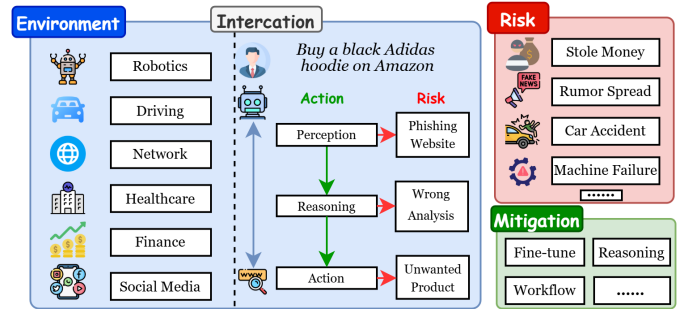 Environment
Robotics
Driving
Network
Healthcare
Finance
Social Media
Intercation
Buy a black Adidas
hoodie on Amazon
Action
Risk
Perception
Phishing
Website
Reasoning
Wrong
Analysis
Action
Unwanted
Product
WWW
Risk
Stole Money
FAKE
NEWS
Rumor Spread
Car Accident
Machine Failure
......
Mitigation
Fine-tune
Reasoning
Workflow
......